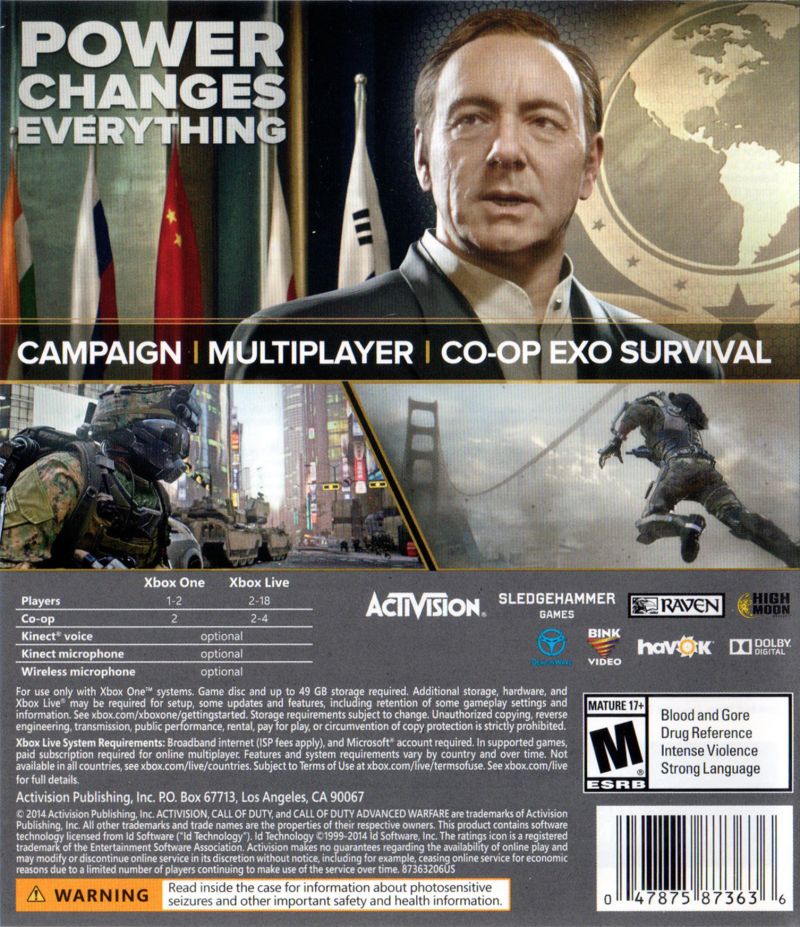 POWER
CHANGES
EVERYTHING
CAMPAIGN | MULTIPLAYER | CO-OP EXO SURVIVAL
Xbox One Xbox Live
Players 1-2 2-18
Co-op 2 2-4
Kinect® voice optional
Kinect microphone optional
Wireless microphone optional
ACTIVISION®
SLEDGEHAMMER
GAMES
RAVEN
HIGH
MOON
BINK
VIDEO
havok
DOLBY
DIGITAL
For use only with Xbox One™ systems. Game disc and up to 49 GB storage required. Additional storage, hardware, and
Xbox Live® may be required for setup, some updates and features, including retention of some gameplay settings and
information. See xbox.com/xboxone/gettingstarted. Storage requirements subject to change. Unauthorized copying, reverse
engineering, transmission, public performance, rental, pay for play, or circumvention of copy protection is strictly prohibited.
Xbox Live System Requirements: Broadband internet (ISP fees apply), and Microsoft® account required. In supported games,
paid subscription required for online multiplayer. Features and system requirements vary by country and over time. Not
available in all countries, see xbox.com/live/countries. Subject to Terms of Use at xbox.com/live/termsofuse. See xbox.com/live
for full details.
Activision Publishing, Inc. P.O. Box 67713, Los Angeles, CA 90067
© 2014 Activision Publishing, Inc. ACTIVISION, CALL OF DUTY, and CALL OF DUTY ADVANCED WARFARE are trademarks of Activision
Publishing, Inc. All other trademarks and trade names are the properties of their respective owners. This product contains software
technology licensed from Id Software ("Id Technology"). Id Technology ©1999-2014 Id Software, Inc. The ratings icon is a registered
trademark of the Entertainment Software Association. Activision makes no guarantees regarding the availability of online play and
may modify or discontinue online service in its discretion without notice, including for example, ceasing online service for economic
reasons due to a limited number of players continuing to make use of the service over time. 87363206US
WARNING
Read inside the case for information about photosensitive
seizures and other important safety and health information.
MATURE 17+
M
®
ESRB
Blood and Gore
Drug Reference
Intense Violence
Strong Language
0 47875 87363 6